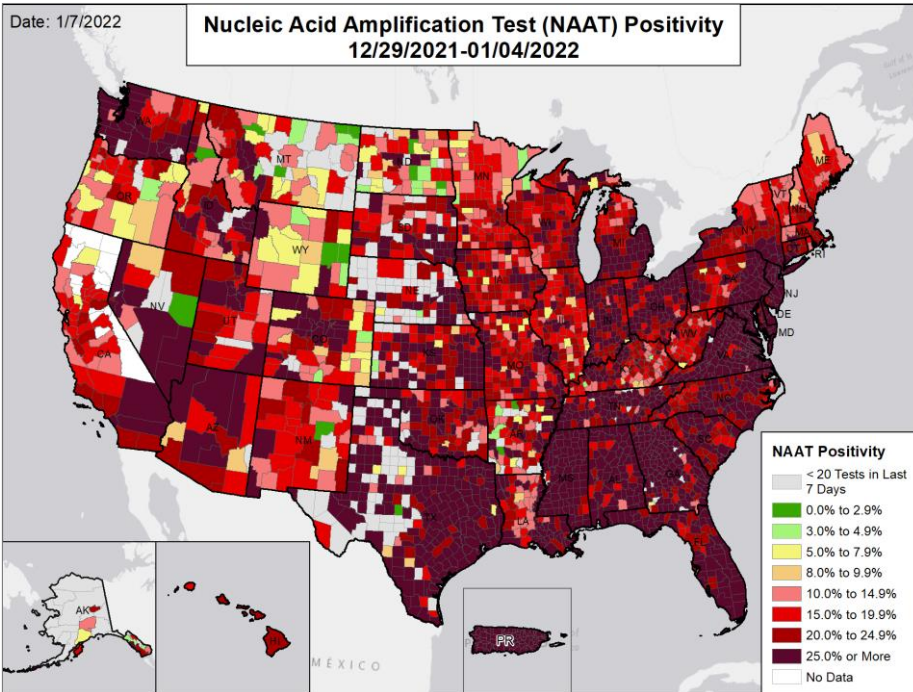 Date: 1/7/2022
Nucleic Acid Amplification Test (NAAT) Positivity
12/29/2021-01/04/2022
WA
MT
ND
MN
ME
OR
ID
WY
SD
WI
MI
VT
NH
NY
MA
RI
NV
UT
CO
NE
IA
PA
NJ
DE
MD
CA
KS
MO
IL
IN
OH
WV
VA
KY
AZ
NM
OK
AR
TN
NC
SC
TX
LA
MS
AL
GA
FL
AK
HI
PR
MÉXICO
NAAT Positivity
< 20 Tests in Last
7 Days
0.0% to 2.9%
3.0% to 4.9%
5.0% to 7.9%
8.0% to 9.9%
10.0% to 14.9%
15.0% to 19.9%
20.0% to 24.9%
25.0% or More
No Data